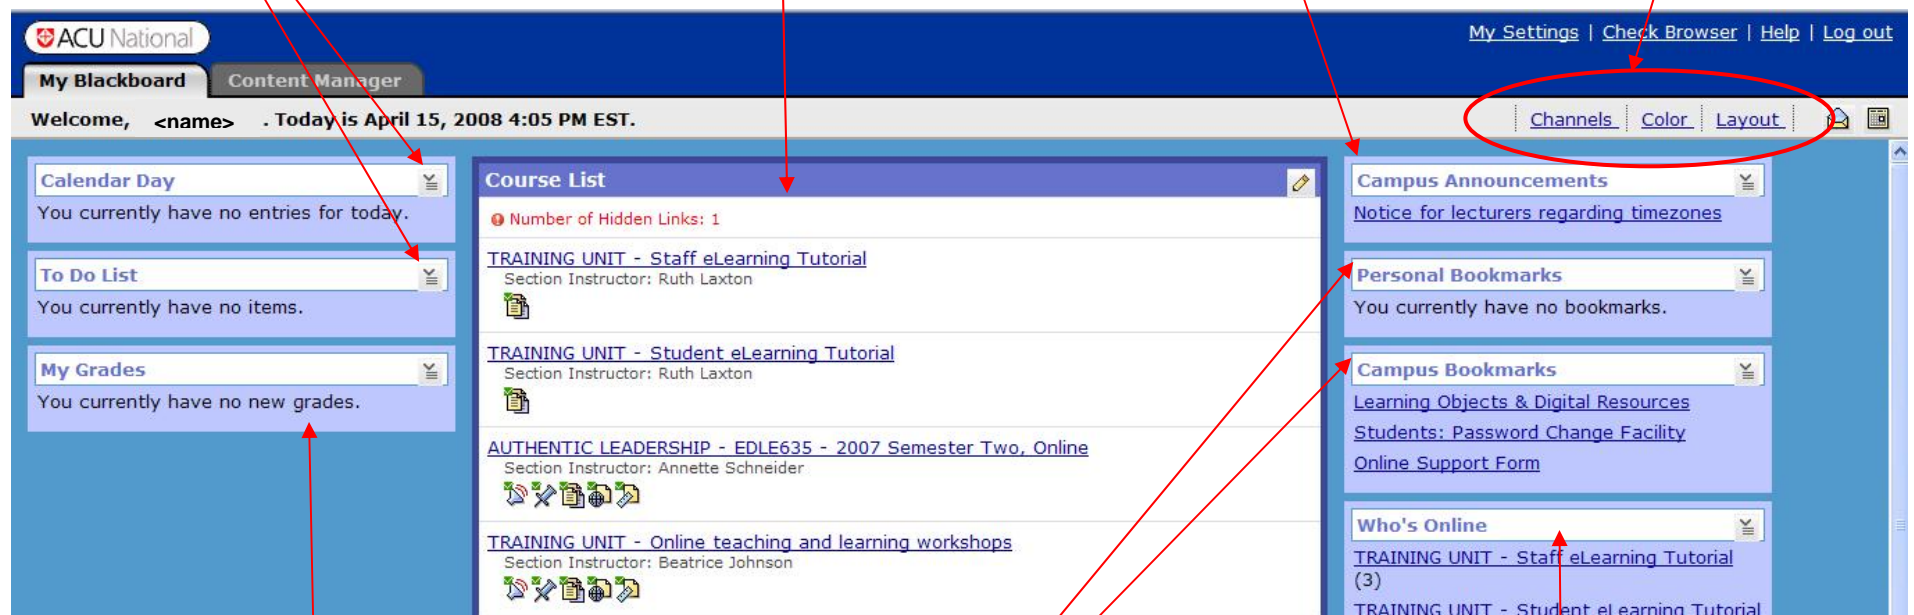 ACU National
My Settings | Check Browser | Help | Log out
My Blackboard
Content Manager
Welcome, <name> . Today is April 15, 2008 4:05 PM EST.
Channels
Color
Layout
Calendar Day
You currently have no entries for today.
To Do List
You currently have no items.
My Grades
You currently have no new grades.
Course List
Number of Hidden Links: 1
TRAINING UNIT - Staff eLearning Tutorial
Section Instructor: Ruth Laxton
TRAINING UNIT - Student eLearning Tutorial
Section Instructor: Ruth Laxton
AUTHENTIC LEADERSHIP - EDLE635 - 2007 Semester Two, Online
Section Instructor: Annette Schneider
TRAINING UNIT - Online teaching and learning workshops
Section Instructor: Beatrice Johnson
Campus Announcements
Notice for lecturers regarding timezones
Personal Bookmarks
You currently have no bookmarks.
Campus Bookmarks
Learning Objects & Digital Resources
Students: Password Change Facility
Online Support Form
Who's Online
TRAINING UNIT - Staff eLearning Tutorial
(3)
TRAINING UNIT - Student eLearning Tutorial